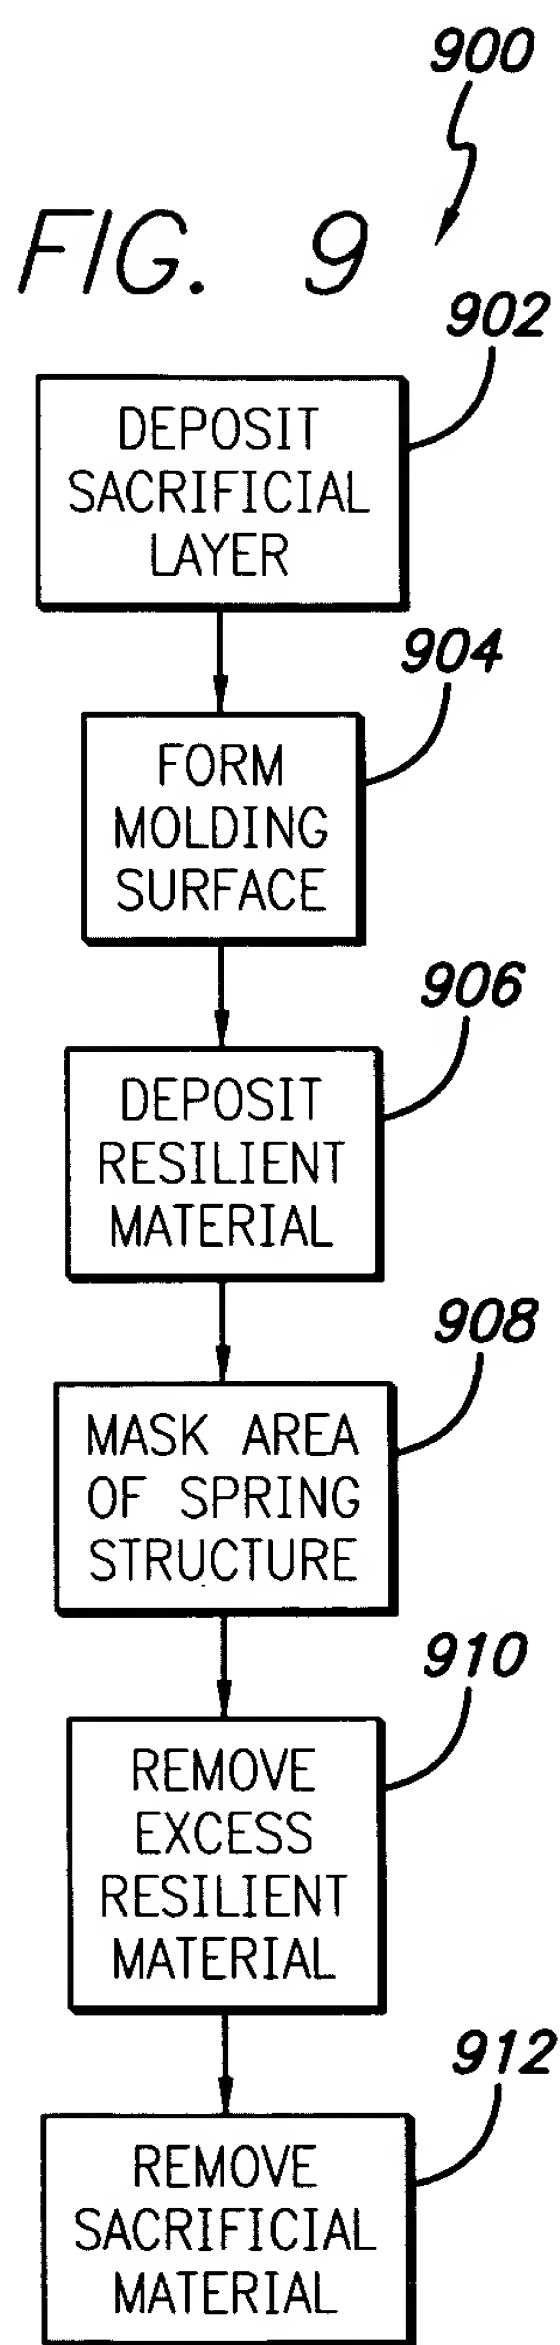 900
FIG. 9
902
DEPOSIT
SACRIFICIAL
LAYER
904
FORM
MOLDING
SURFACE
906
DEPOSIT
RESILIENT
MATERIAL
908
MASK AREA
OF SPRING
STRUCTURE
910
REMOVE
EXCESS
RESILIENT
MATERIAL
912
REMOVE
SACRIFICIAL
MATERIAL